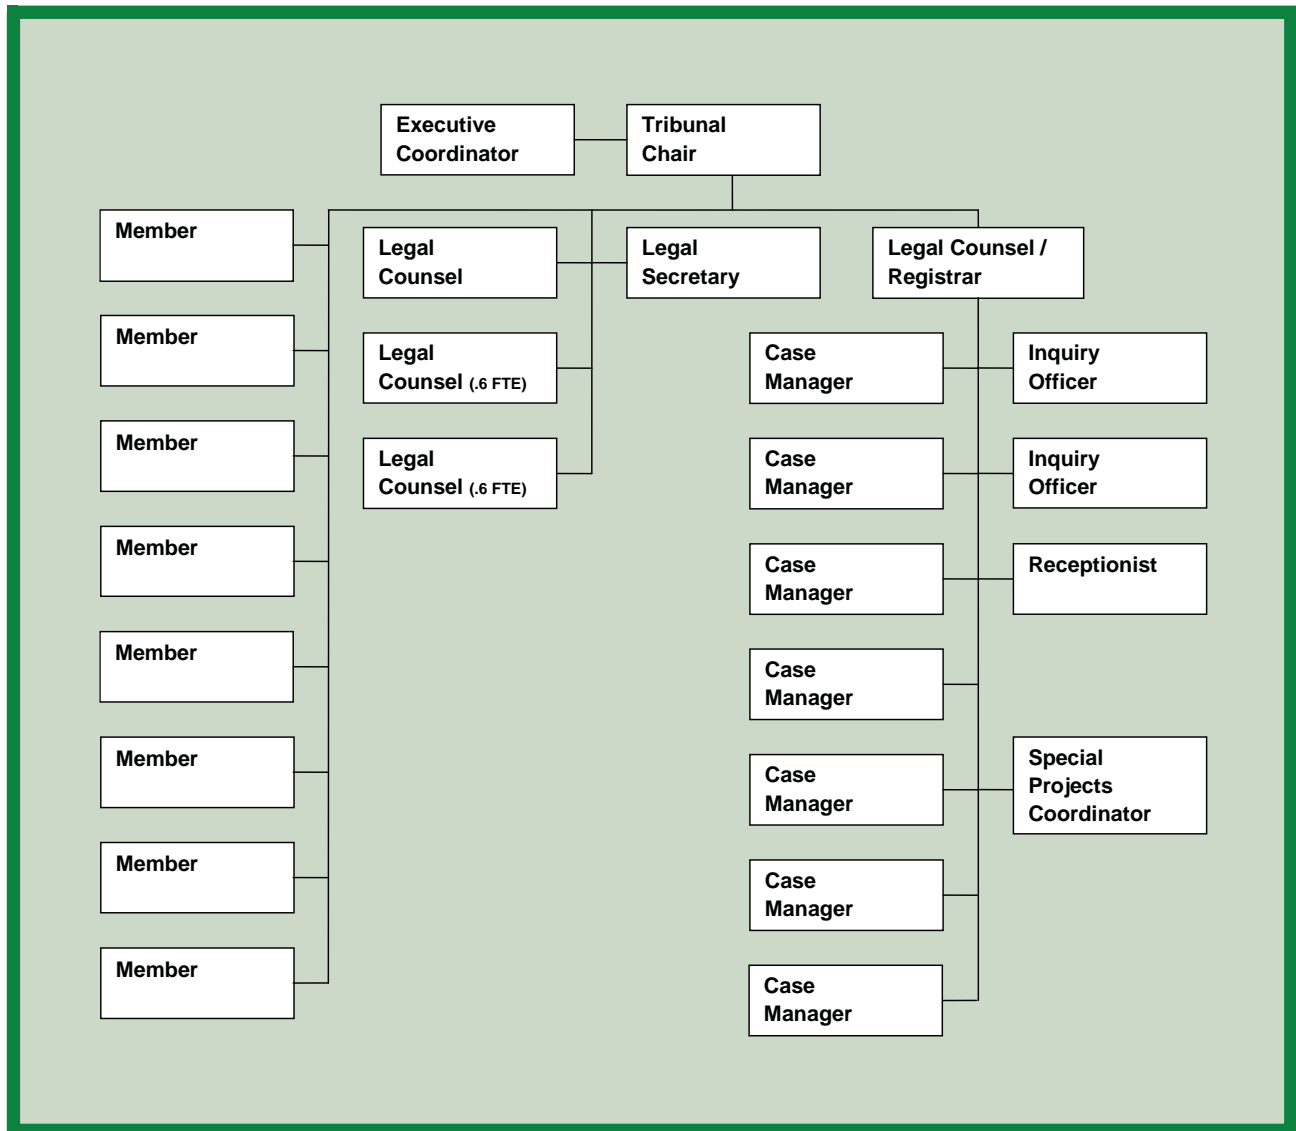 Executive
Coordinator
Tribunal
Chair
Member
Member
Member
Member
Member
Member
Member
Member
Legal
Counsel
Legal
Secretary
Legal
Counsel (.6 FTE)
Legal
Counsel (.6 FTE)
Legal Counsel /
Registrar
Case
Manager
Inquiry
Officer
Case
Manager
Inquiry
Officer
Case
Manager
Receptionist
Case
Manager
Case
Manager
Special
Projects
Coordinator
Case
Manager
Case
Manager